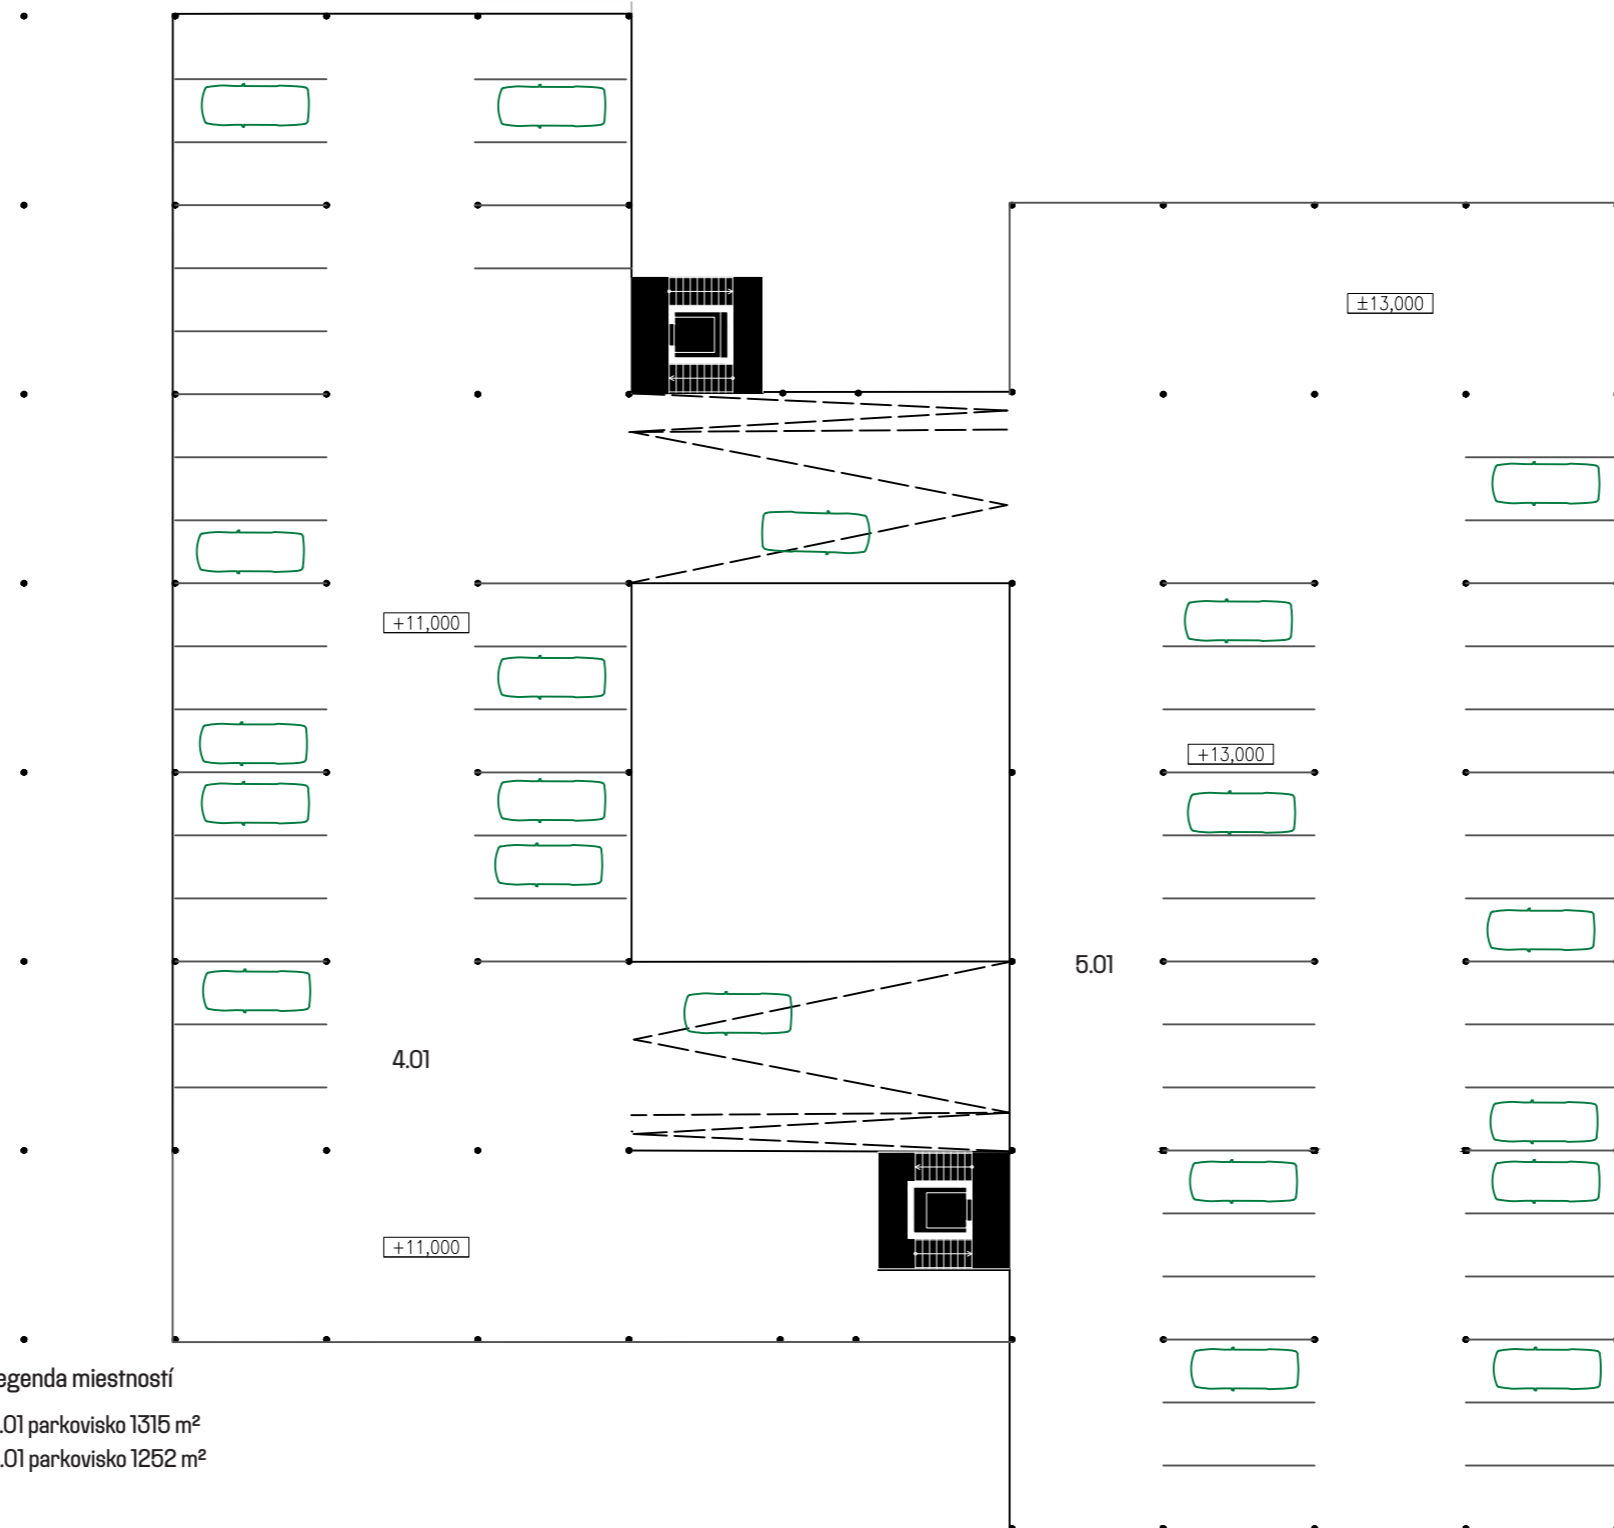 ±13,000
+11,000
+13,000
5.01
4.01
+11,000
egenda miestností
.01 parkovisko 1315 m²
.01 parkovisko 1252 m²